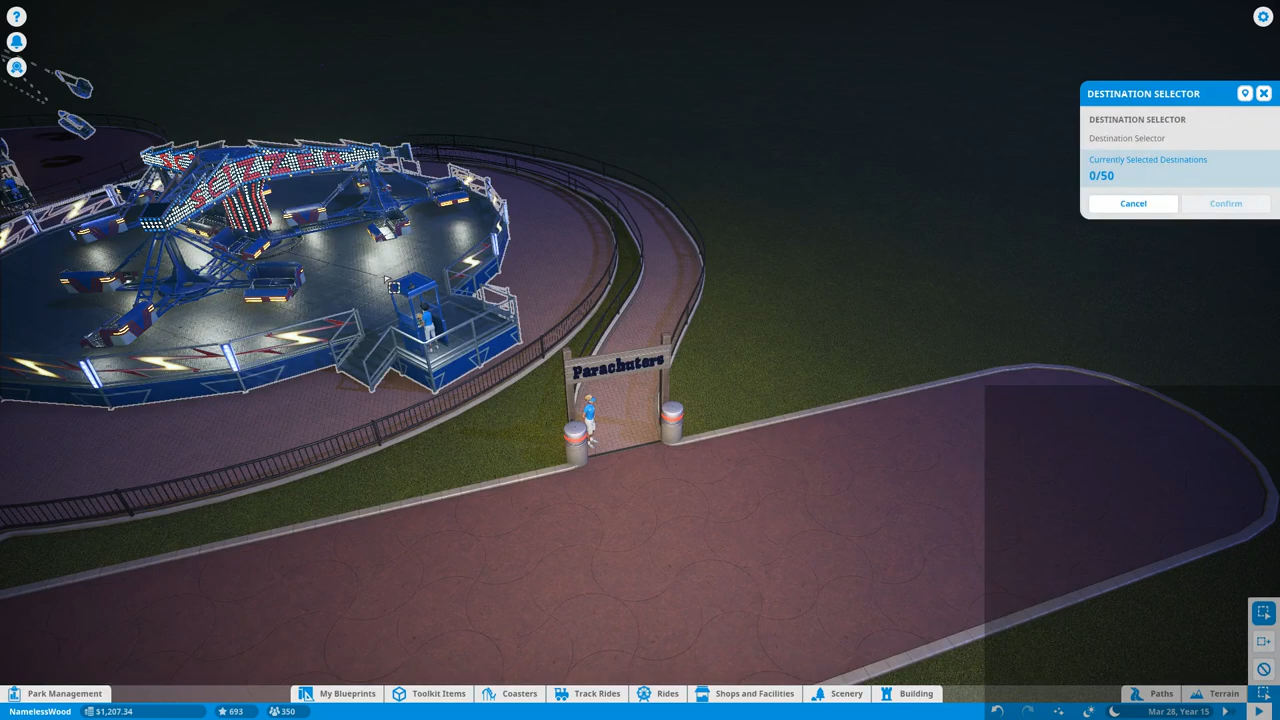 DESTINATION SELECTOR
DESTINATION SELECTOR
Destination Selector
Currently Selected Destinations
0/50
Cancel
Confirm
Parachuters
Park Management
My Blueprints
Toolkit Items
Coasters
Track Rides
Rides
Shops and Facilities
Scenery
Building
Paths
Terrain
NamelessWood
$1,207.34
693
350
Mar 28, Year 15